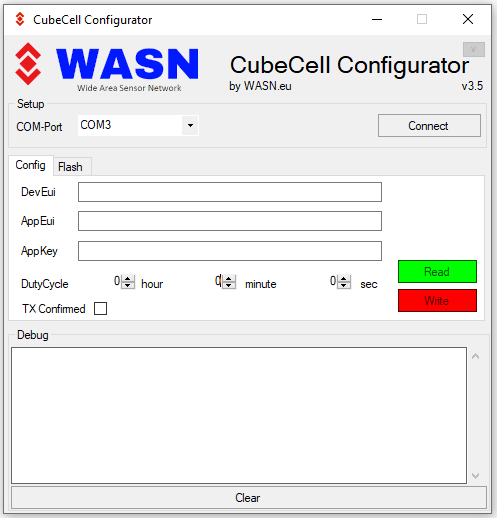 CubeCell Configurator
WASN
Wide Area Sensor Network
CubeCell Configurator
by WASN.eu
v3.5
Setup
COM-Port
COM3
Connect
Config
Flash
DevEui
AppEui
AppKey
DutyCycle 0 hour 0 minute 0 sec
Read
TX Confirmed
Write
Debug
Clear